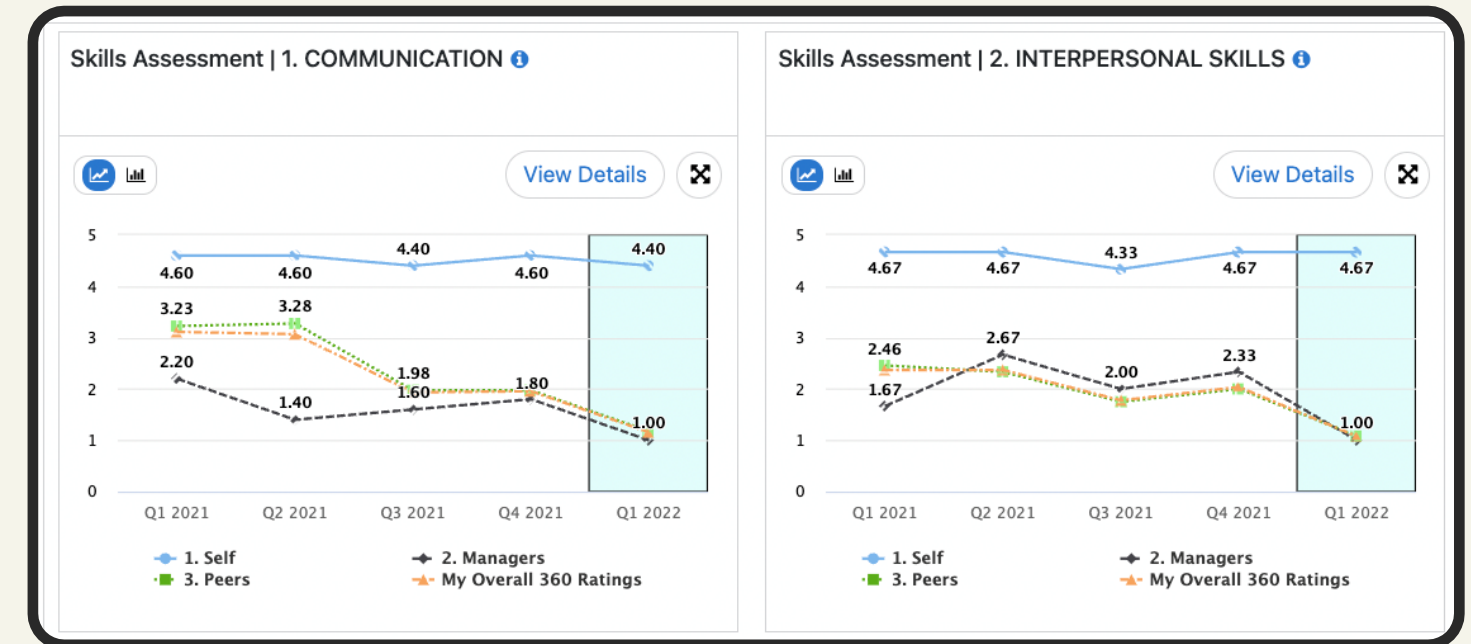 Skills Assessment | 1. COMMUNICATION
View Details
5
4
3
2
1
0
4.60
4.60
4.40
4.60
4.40
3.23
3.28
1.98
2.20
1.40
1.60
1.80
1.00
Q1 2021
Q2 2021
Q3 2021
Q4 2021
Q1 2022
1. Self
2. Managers
3. Peers
My Overall 360 Ratings
Skills Assessment | 2. INTERPERSONAL SKILLS
View Details
5
4
3
2
1
0
4.67
4.67
4.33
4.67
4.67
2.46
1.67
2.67
2.00
2.33
1.00
Q1 2021
Q2 2021
Q3 2021
Q4 2021
Q1 2022
1. Self
2. Managers
3. Peers
My Overall 360 Ratings